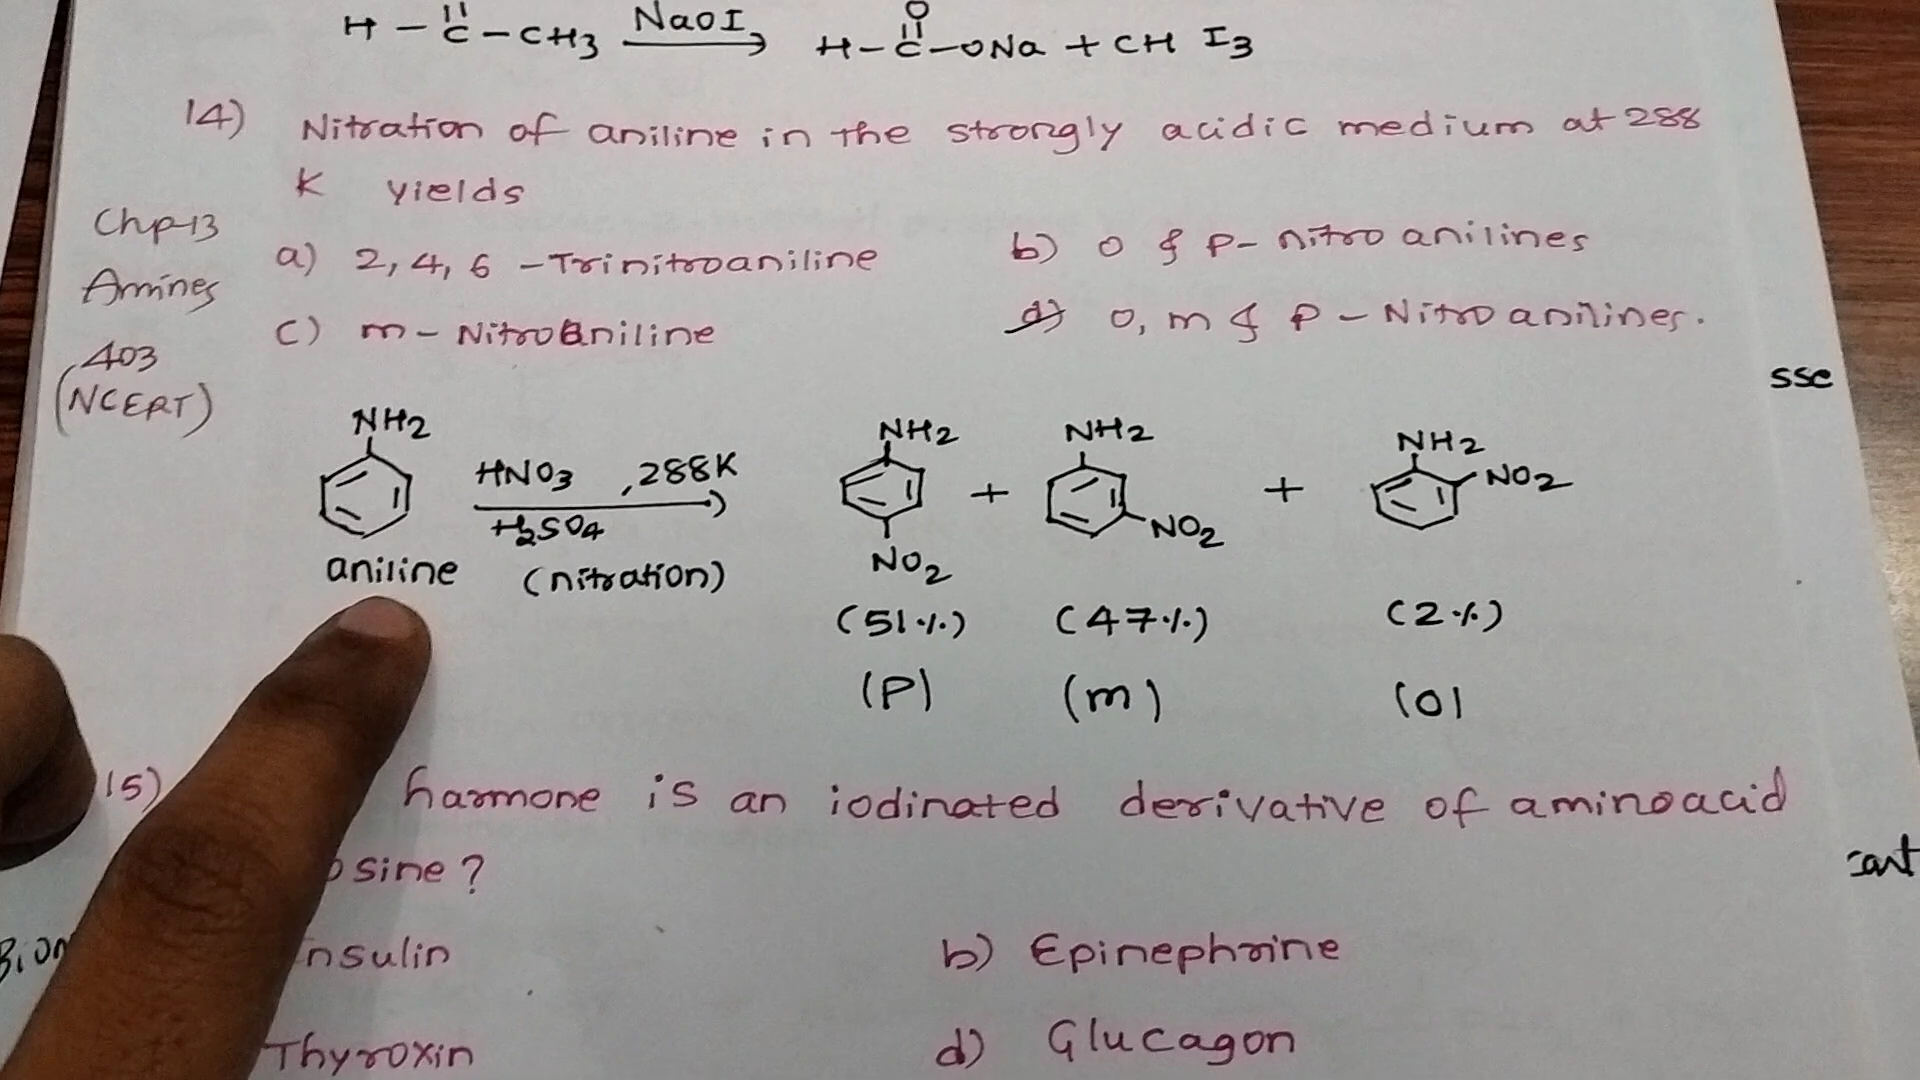 O
H - C - CH3 NaOI H - C - ONa + CH I3
14) Nitration of aniline in the strongly acidic medium at 288
K yields
Chp-13
Amines
403
(NCERT)
a) 2,4,6 - Trinitroaniline b) o & p - nitro anilines
c) m - Nitroaniline d) o, m & p - Nitro anilines.
sse
NH2 HNO3 ,288K NH2 + NH2 + NH2
H2SO4 NO2 NO2 NO2
aniline (nitration)
(51%) (47%) (2%)
(P) (m) (o)
15) harmone is an iodinated derivative of aminoacid
osine?
nsulin b) Epinephrine
Thyroxin d) Glucagon